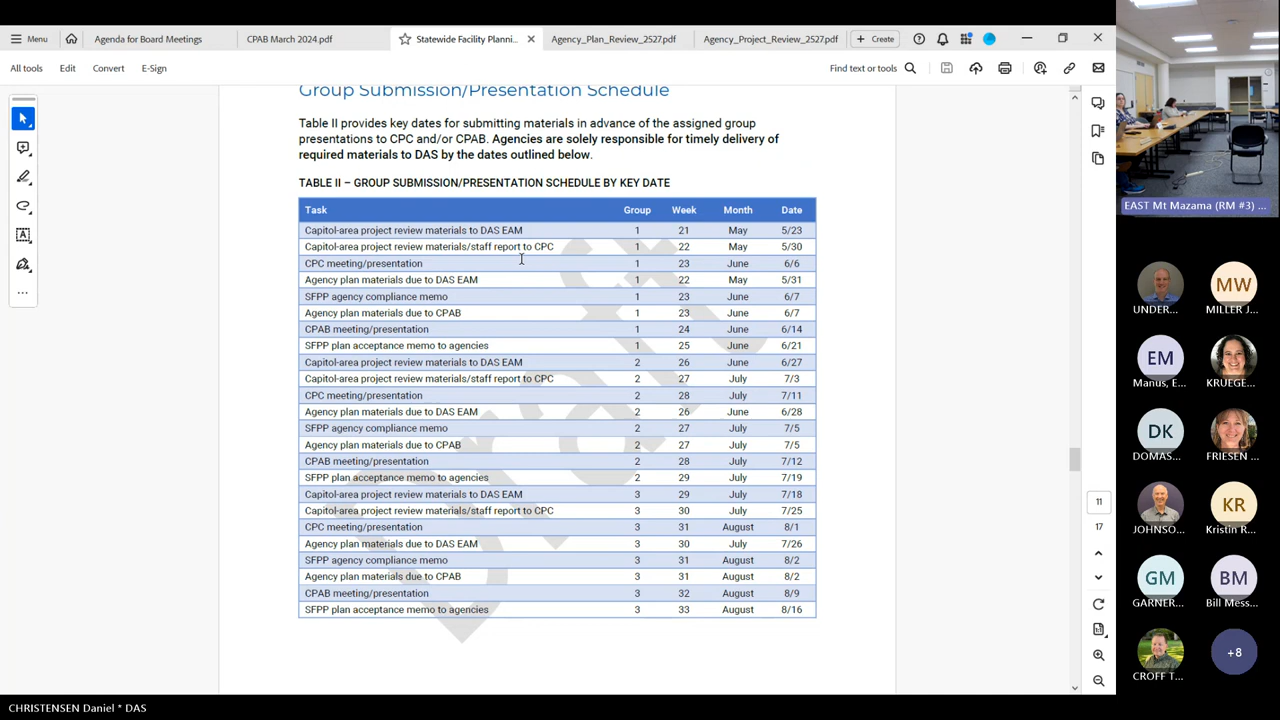 Menu
Agenda for Board Meetings
CPAB March 2024.pdf
Statewide Facility Planni...
Agency_Plan_Review_2527.pdf
Agency_Project_Review_2527.pdf
Create
All tools
Edit
Convert
E-Sign
Find text or tools
Group Submission/Presentation Schedule
Table II provides key dates for submitting materials in advance of the assigned group
presentations to CPC and/or CPAB. Agencies are solely responsible for timely delivery of
required materials to DAS by the dates outlined below.
TABLE II – GROUP SUBMISSION/PRESENTATION SCHEDULE BY KEY DATE
Task Group Week Month Date
Capitol-area project review materials to DAS EAM 1 21 May 5/23
Capitol-area project review materials/staff report to CPC 1 22 May 5/30
CPC meeting/presentation 1 23 June 6/6
Agency plan materials due to DAS EAM 1 22 May 5/31
SFPP agency compliance memo 1 23 June 6/7
Agency plan materials due to CPAB 1 23 June 6/7
CPAB meeting/presentation 1 24 June 6/14
SFPP plan acceptance memo to agencies 1 25 June 6/21
Capitol-area project review materials to DAS EAM 2 26 June 6/27
Capitol-area project review materials/staff report to CPC 2 27 July 7/3
CPC meeting/presentation 2 28 July 7/11
Agency plan materials due to DAS EAM 2 26 June 6/28
SFPP agency compliance memo 2 27 July 7/5
Agency plan materials due to CPAB 2 27 July 7/5
CPAB meeting/presentation 2 28 July 7/12
SFPP plan acceptance memo to agencies 2 29 July 7/19
Capitol-area project review materials to DAS EAM 3 29 July 7/18
Capitol-area project review materials/staff report to CPC 3 30 July 7/25
CPC meeting/presentation 3 31 August 8/1
Agency plan materials due to DAS EAM 3 30 July 7/26
SFPP agency compliance memo 3 31 August 8/2
Agency plan materials due to CPAB 3 31 August 8/2
CPAB meeting/presentation 3 32 August 8/9
SFPP plan acceptance memo to agencies 3 33 August 8/16
Draft
11
17
EAST Mt Mazama (RM #3) ...
UNDER...
MW
MILLER J...
EM
Manus, E...
KRUEGE...
DK
DOMAS...
FRIESEN ...
JOHNSO...
KR
Kristin R...
GM
GARNER...
BM
Bill Mess...
CROFF T...
+8
CHRISTENSEN Daniel * DAS